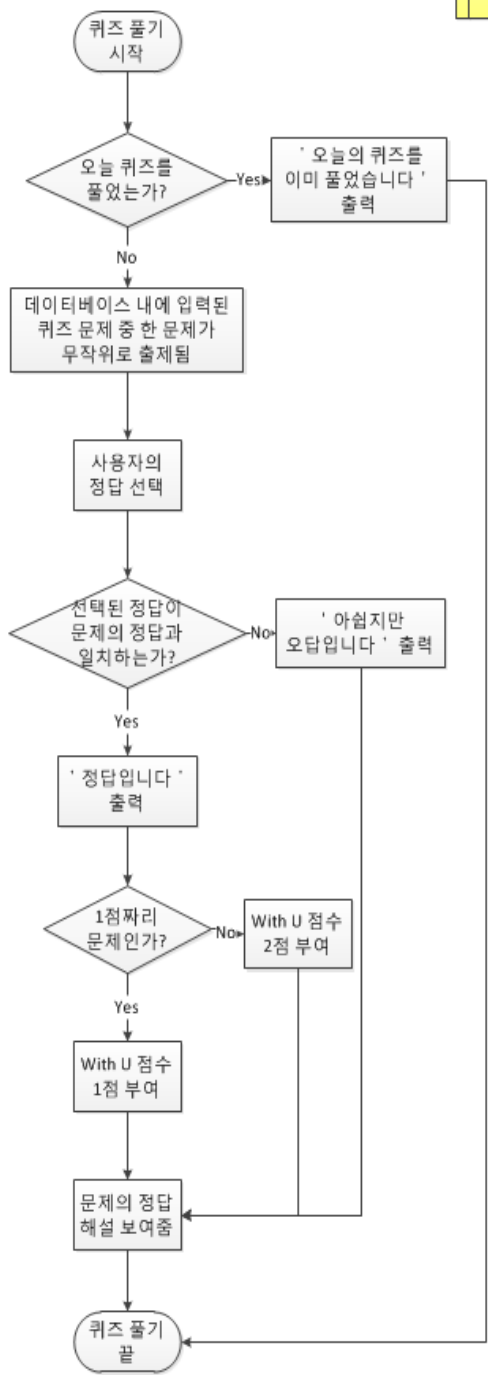 퀴즈 풀기
시작
오늘 퀴즈를
풀었는가?
Yes
' 오늘의 퀴즈를
이미 풀었습니다 '
출력
No
데이터베이스 내에 입력된
퀴즈 문제 중 한 문제가
무작위로 출제됨
사용자의
정답 선택
선택된 정답이
문제의 정답과
일치하는가?
No
' 아쉽지만
오답입니다 ' 출력
Yes
' 정답입니다 '
출력
1점짜리
문제인가?
No
With U 점수
2점 부여
Yes
With U 점수
1점 부여
문제의 정답
해설 보여줌
퀴즈 풀기
끝